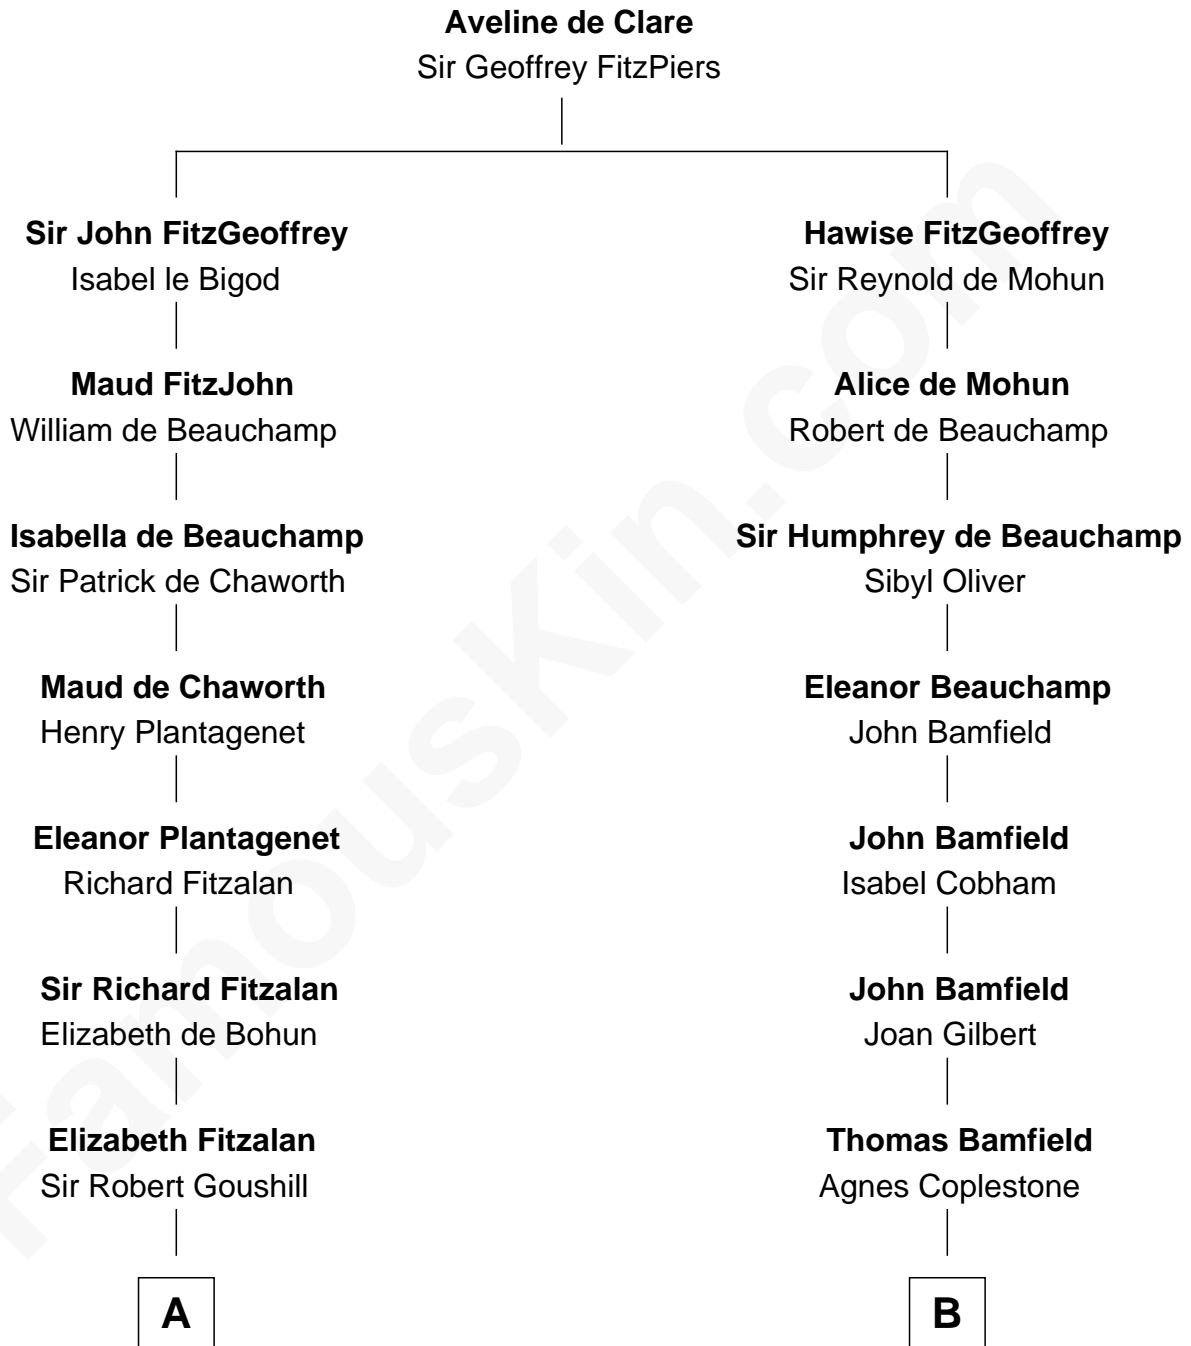 Aveline de Clare
Sir Geoffrey FitzPiers
Sir John FitzGeoffrey
Isabel le Bigod
Hawise FitzGeoffrey
Sir Reynold de Mohun
Maud FitzJohn
William de Beauchamp
Alice de Mohun
Robert de Beauchamp
Isabella de Beauchamp
Sir Patrick de Chaworth
Sir Humphrey de Beauchamp
Sibyl Oliver
Maud de Chaworth
Henry Plantagenet
Eleanor Beauchamp
John Bamfield
Eleanor Plantagenet
Richard Fitzalan
John Bamfield
Isabel Cobham
Sir Richard Fitzalan
Elizabeth de Bohun
John Bamfield
Joan Gilbert
Elizabeth Fitzalan
Sir Robert Goushill
Thomas Bamfield
Agnes Coplestone
A
B
FamousKin.com